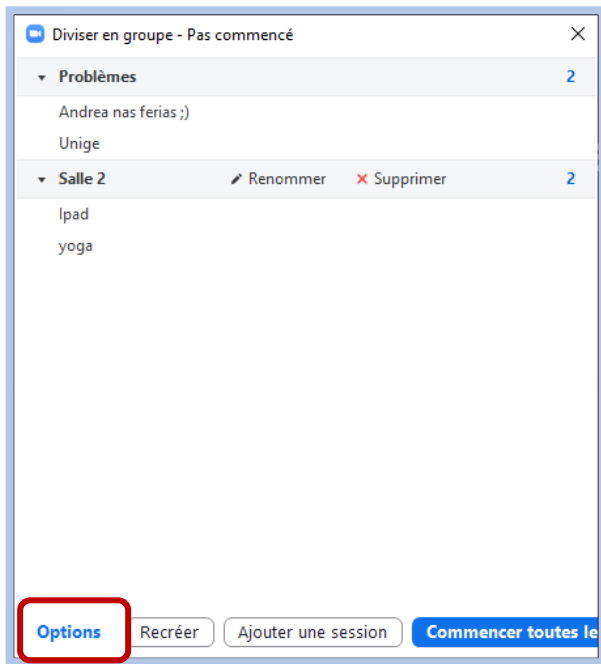 Diviser en groupe - Pas commencé
Problèmes 2
Andrea nas ferias ;)
Unige
Salle 2 Renommer Supprimer 2
Ipad
yoga
Options Recréer Ajouter une session Commencer toutes le